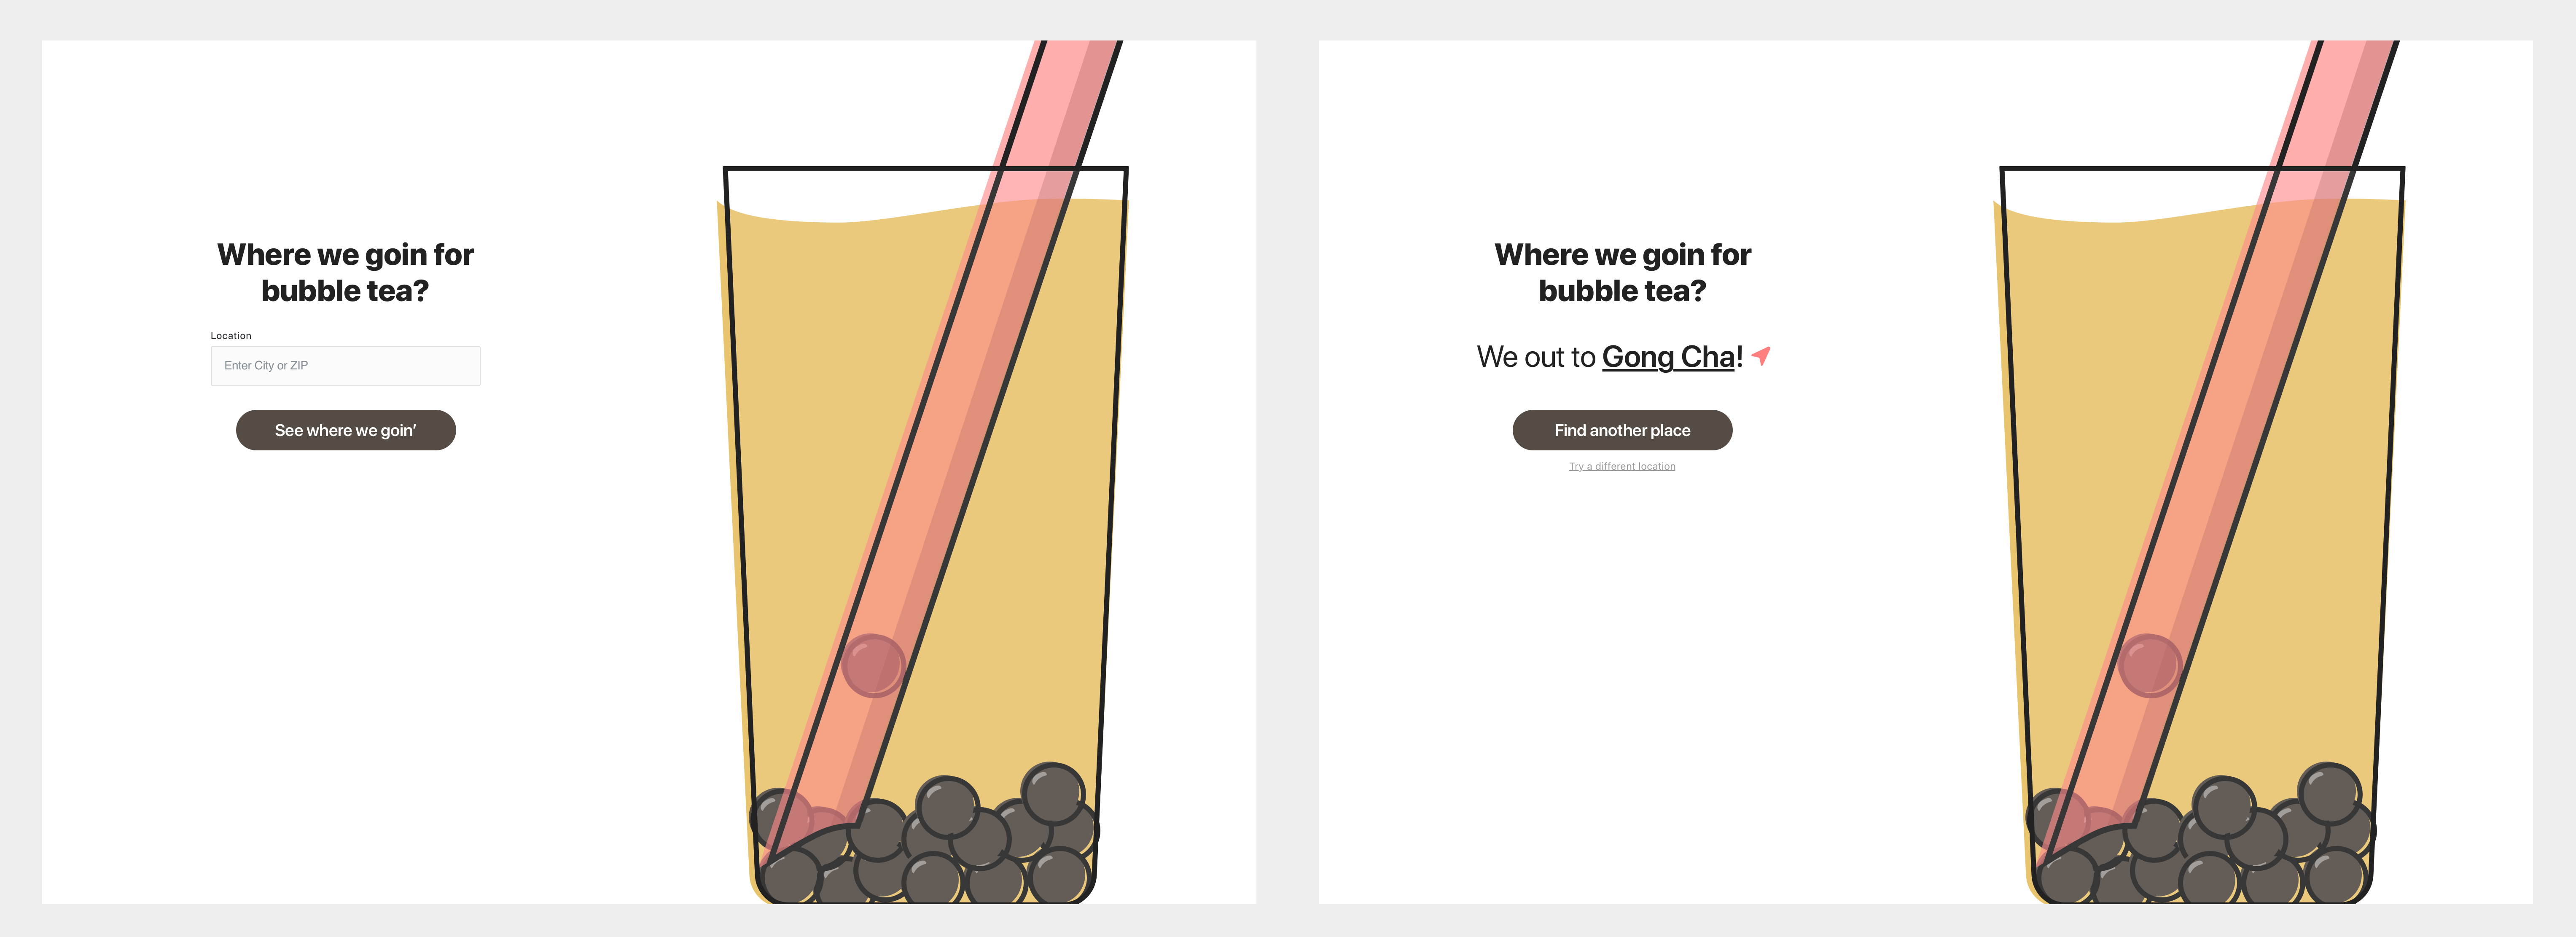 Where we goin for
bubble tea?
Location
Enter City or ZIP
See where we goin’
Where we goin for
bubble tea?
We out to Gong Cha!
Find another place
Try a different location